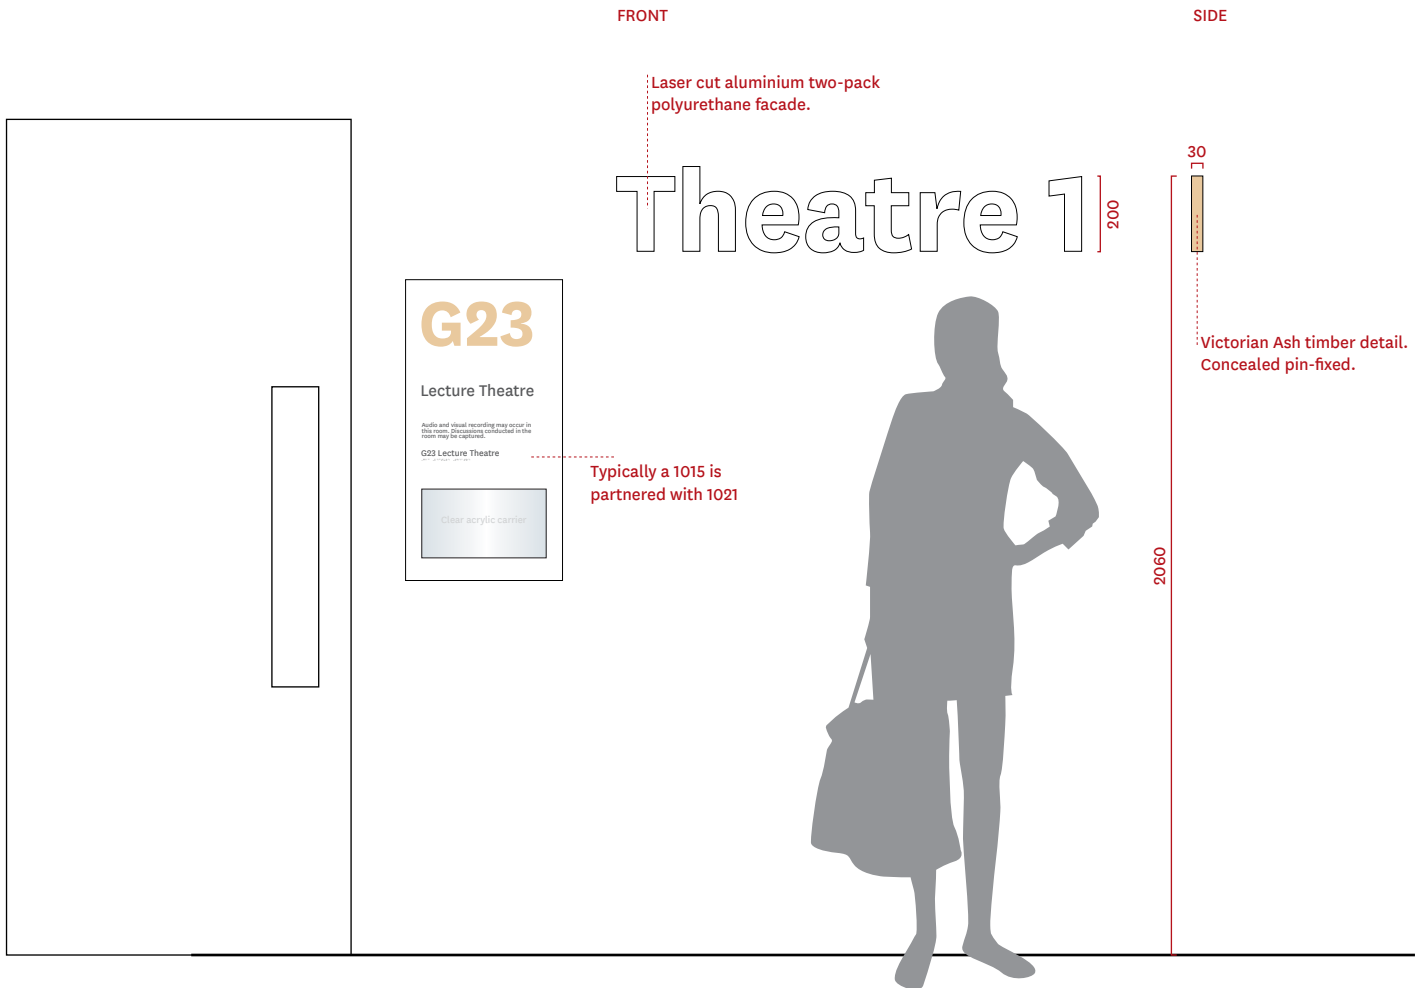 FRONT
SIDE
Laser cut aluminium two-pack
polyurethane facade.
30
Theatre 1
200
G23
Victorian Ash timber detail.
Concealed pin-fixed.
Lecture Theatre
Audio and visual recording may occur in
this room. Discussions conducted in the
room may be captured.
G23 Lecture Theatre
Typically a 1015 is
partnered with 1021
Clear acrylic carrier
2060